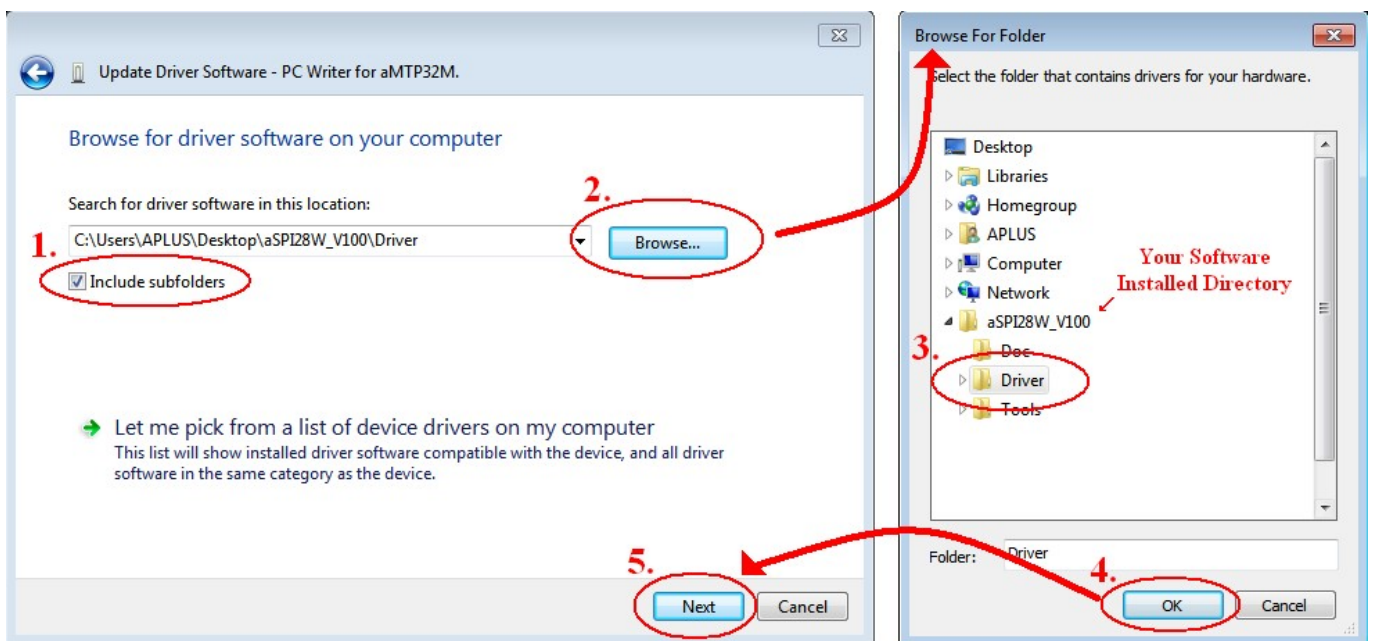 Update Driver Software - PC Writer for aMTP32M.
Browse for driver software on your computer
2.
Search for driver software in this location:
1.
C:\Users\APLUS\Desktop\aSPI28W_V100\Driver
Browse...
Include subfolders
Let me pick from a list of device drivers on my computer
This list will show installed driver software compatible with the device, and all driver
software in the same category as the device.
5.
Next
Cancel
Browse For Folder
Select the folder that contains drivers for your hardware.
Desktop
Libraries
Homegroup
APLUS
Computer
Network
Your Software
Installed Directory
aSPI28W_V100
3.
Doc
Driver
Tools
Folder:
Driver
4.
OK
Cancel